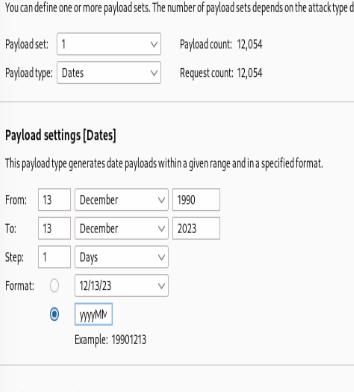 You can define one or more payload sets. The number of payload sets depends on the attack type d
Payload set: 1 Payload count: 12,054
Payload type: Dates Request count: 12,054
Payload settings [Dates]
This payload type generates date payloads within a given range and in a specified format.
From: 13 December 1990
To: 13 December 2023
Step: 1 Days
Format: 12/13/23
yyyyMM
Example: 19901213